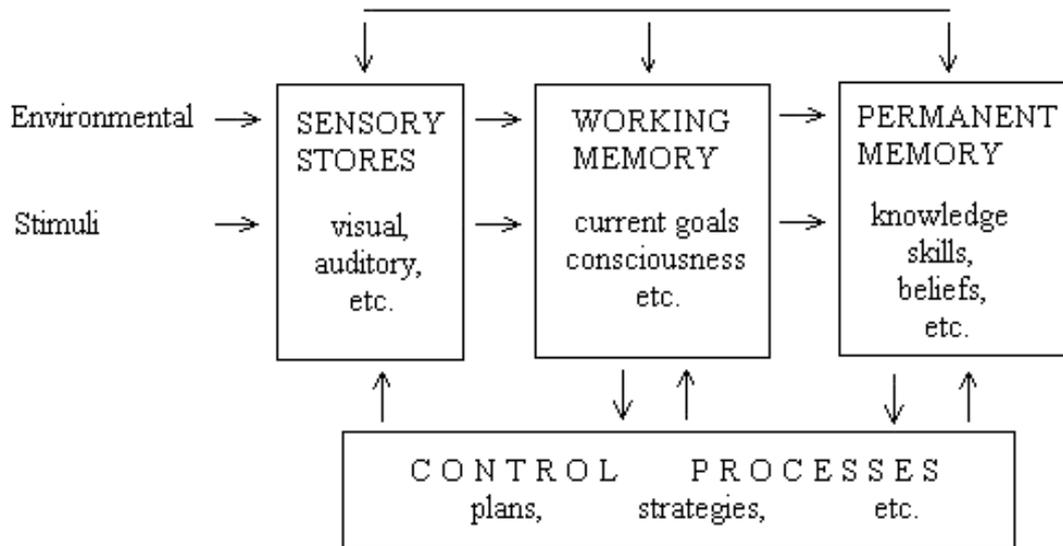 Environmental
Stimuli
SENSORY
STORES
visual,
auditory,
etc.
WORKING
MEMORY
current goals
consciousness
etc.
PERMANENT
MEMORY
knowledge
skills,
beliefs,
etc.
CONTROL PROCESSES
plans, strategies, etc.